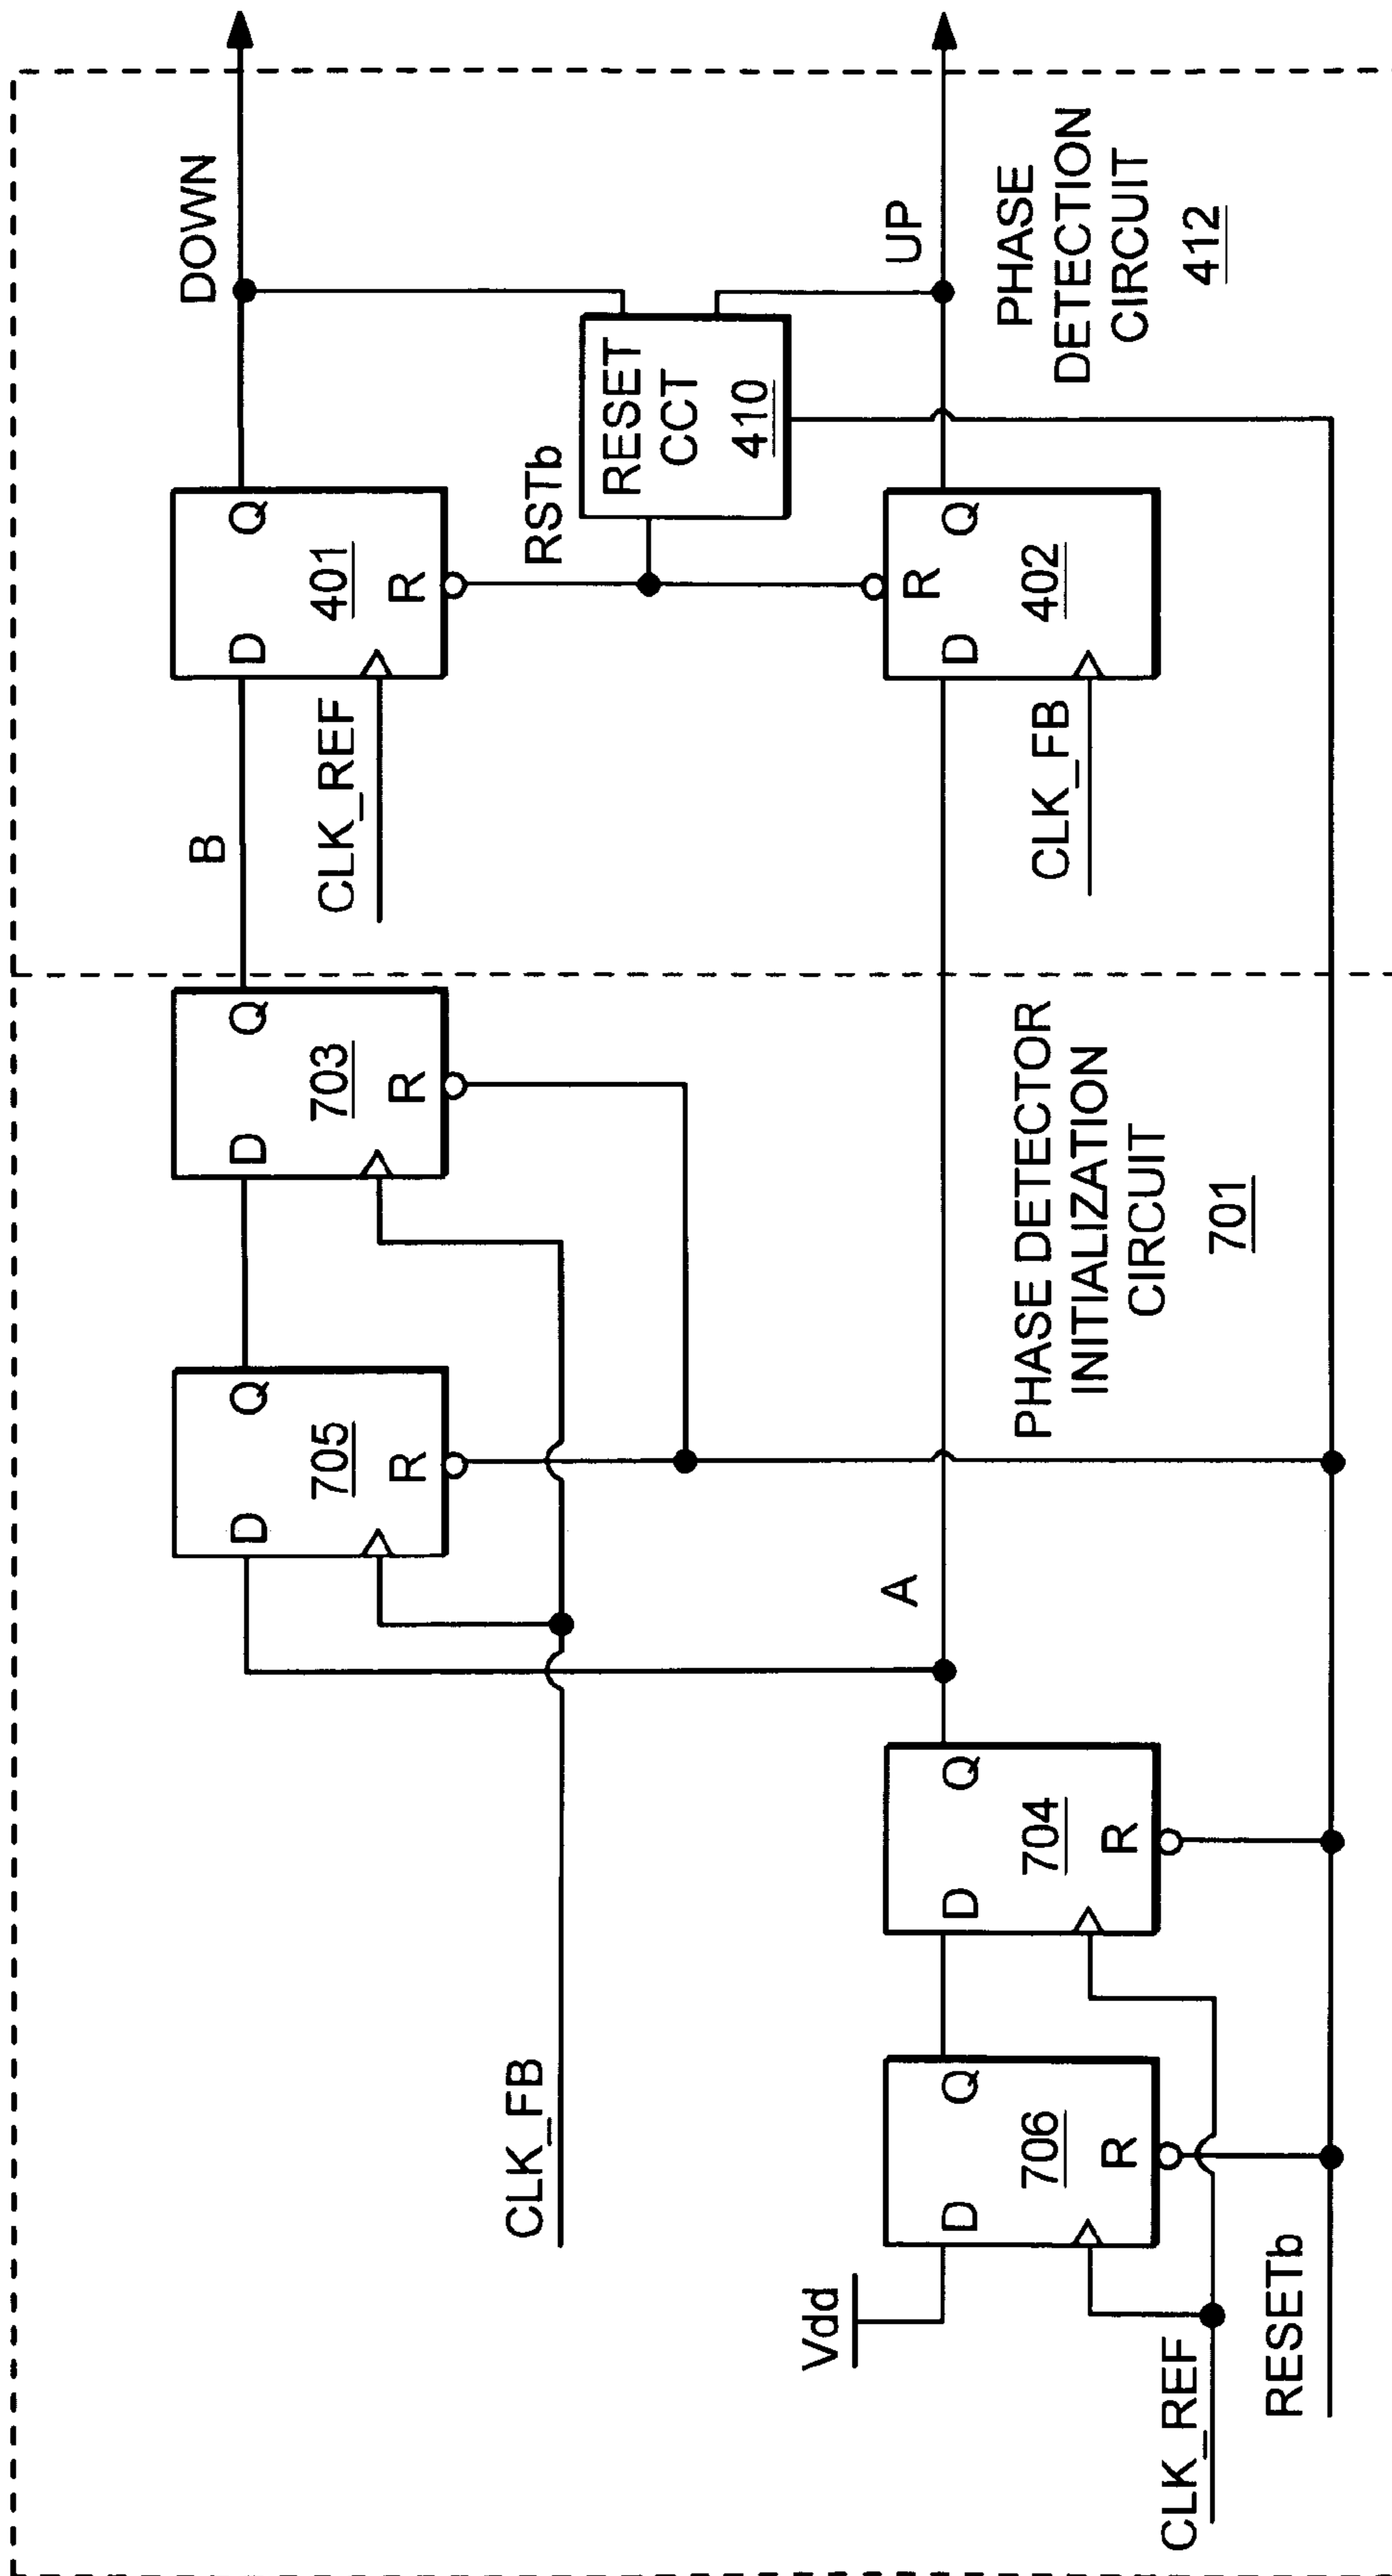 DOWN
B
D
Q
705
R
D
Q
703
R
D
Q
401
R
CLK_REF
CLK_FB
RSTb
RESET
CCT
410
UP
A
Vdd
D
Q
706
R
D
Q
704
R
D
Q
R
402
CLK_FB
CLK_REF
RESETb
PHASE DETECTOR
INITIALIZATION
CIRCUIT
701
PHASE
DETECTION
CIRCUIT
412